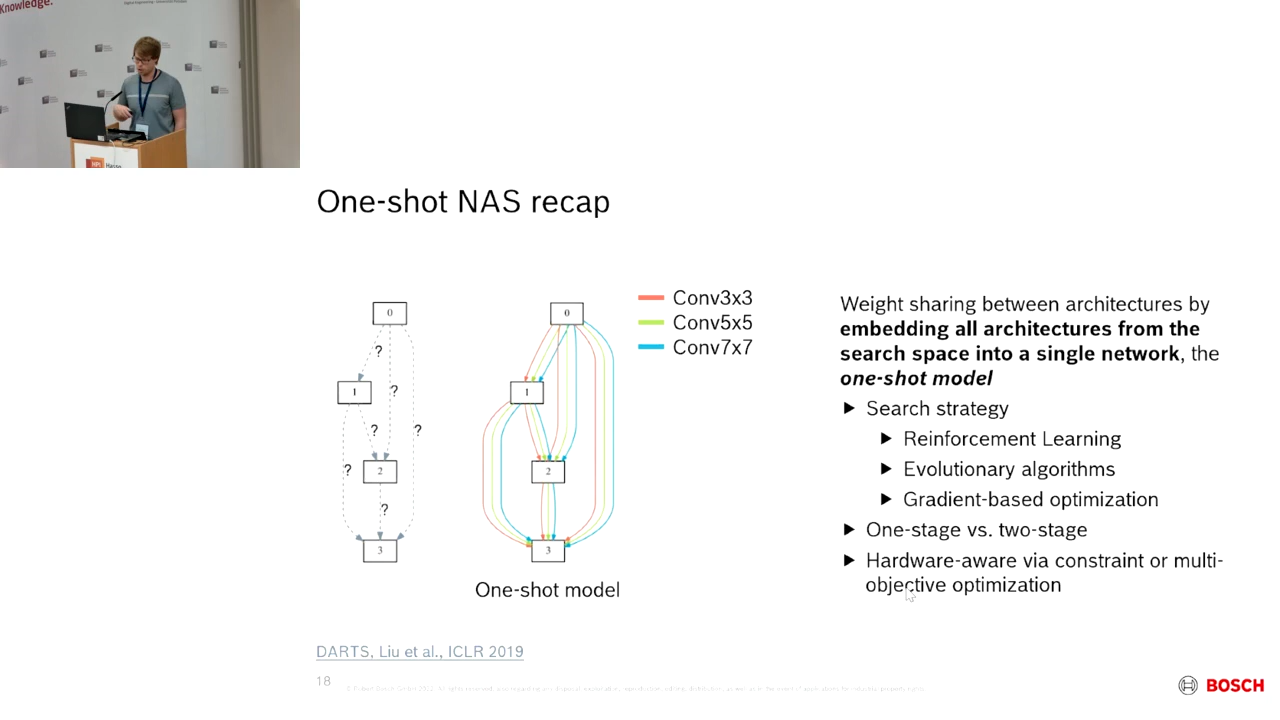 Knowledge.
One-shot NAS recap
0
?
1
?
?
?
?
2
?
3
0
1
2
3
One-shot model
Conv3x3
Conv5x5
Conv7x7
Weight sharing between architectures by
embedding all architectures from the
search space into a single network, the
one-shot model
Search strategy
Reinforcement Learning
Evolutionary algorithms
Gradient-based optimization
One-stage vs. two-stage
Hardware-aware via constraint or multi-
objective optimization
DARTS, Liu et al., ICLR 2019
18
BOSCH
HPI
Hasso